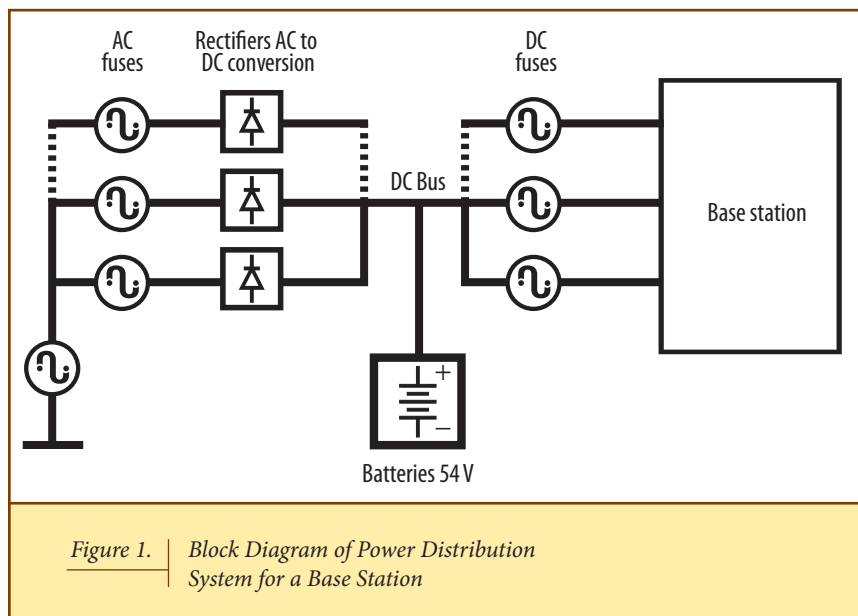 AC
fuses
Rectifiers AC to
DC conversion
DC
fuses
DC Bus
Base station
+
–
Batteries 54 V
Figure 1.
Block Diagram of Power Distribution
System for a Base Station